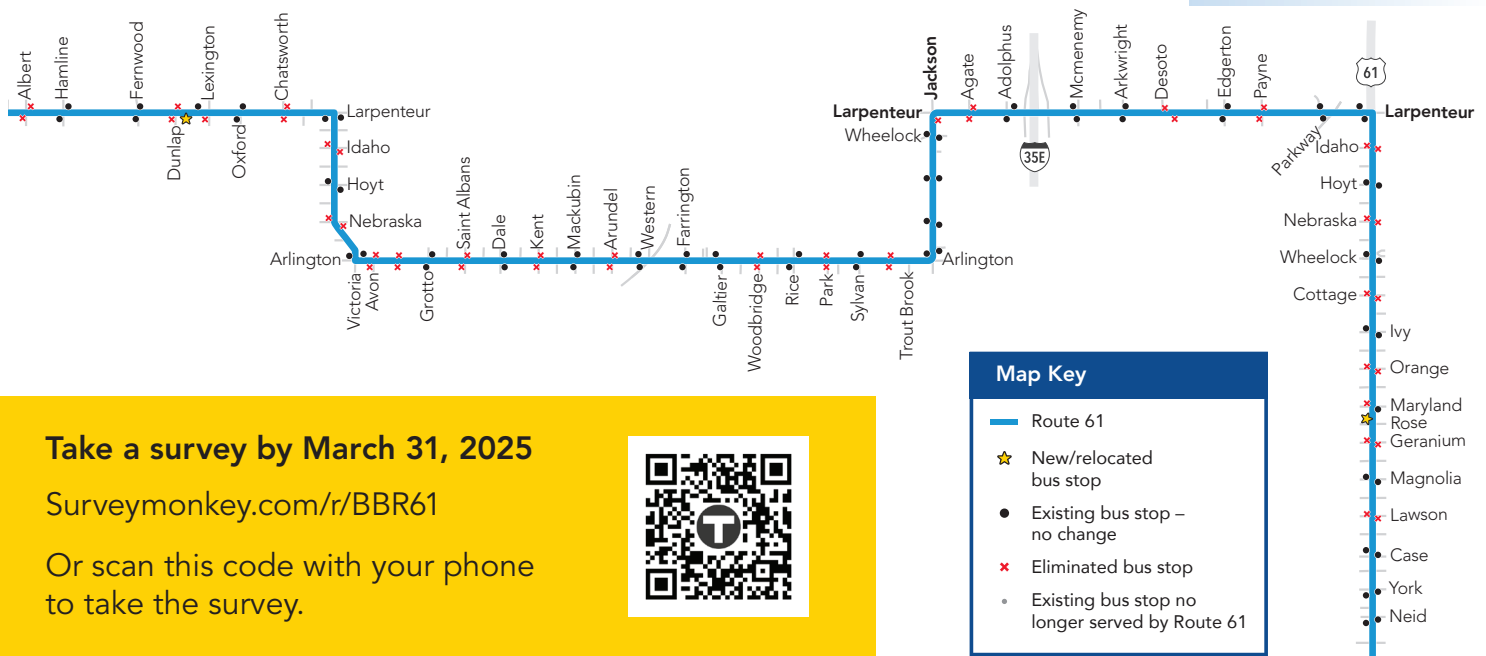 Albert
Hamline
Fernwood
Lexington
Chatsworth
Dunlap
Oxford
Larpenteur
Idaho
Hoyt
Nebraska
Arlington
Victoria
Avon
Grotto
Saint Albans
Dale
Kent
Mackubin
Arundel
Western
Farrington
Galtier
Woodbridge
Rice
Park
Sylvan
Trout Brook
Arlington
Wheelock
Larpenteur
Jackson
Agate
Adolphus
35E
Mcmenemy
Arkwright
Desoto
Edgerton
Payne
Parkway
61
Larpenteur
Idaho
Hoyt
Nebraska
Wheelock
Cottage
Ivy
Orange
Maryland
Rose
Geranium
Magnolia
Lawson
Case
York
Neid
Take a survey by March 31, 2025
Surveymonkey.com/r/BBR61
Or scan this code with your phone
to take the survey.
T
Map Key
Route 61
New/relocated
bus stop
Existing bus stop –
no change
Eliminated bus stop
Existing bus stop no
longer served by Route 61